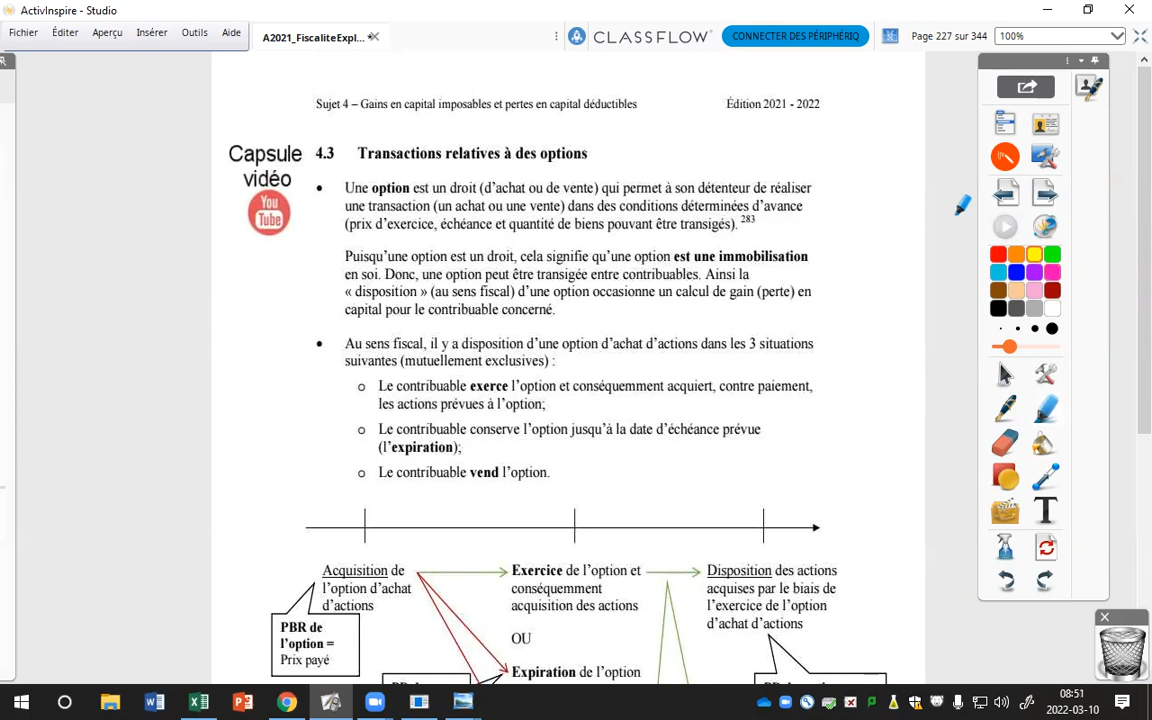 ActivInspire - Studio
Fichier Éditer Aperçu Insérer Outils Aide
A2021_FiscaliteExpl...
CLASSFLOW
CONNECTER DES PÉRIPHÉRIQ
Page 227 sur 344
100%
Sujet 4 – Gains en capital imposables et pertes en capital déductibles
Édition 2021 - 2022
Capsule
vidéo
You
Tube
4.3 Transactions relatives à des options
• Une option est un droit (d'achat ou de vente) qui permet à son détenteur de réaliser
une transaction (un achat ou une vente) dans des conditions déterminées d'avance
(prix d'exercice, échéance et quantité de biens pouvant être transigés). 283
Puisqu'une option est un droit, cela signifie qu'une option est une immobilisation
en soi. Donc, une option peut être transigée entre contribuables. Ainsi la
« disposition » (au sens fiscal) d'une option occasionne un calcul de gain (perte) en
capital pour le contribuable concerné.
• Au sens fiscal, il y a disposition d'une option d'achat d'actions dans les 3 situations
suivantes (mutuellement exclusives) :
o Le contribuable exerce l'option et conséquemment acquiert, contre paiement,
les actions prévues à l'option;
o Le contribuable conserve l'option jusqu'à la date d'échéance prévue
(l'expiration);
o Le contribuable vend l'option.
Acquisition de
l'option d'achat
d'actions
PBR de
l'option =
Prix payé
Exercice de l'option et
conséquemment
acquisition des actions
OU
Expiration de l'option
Disposition des actions
acquises par le biais de
l'exercice de l'option
d'achat d'actions
08:51
2022-03-10